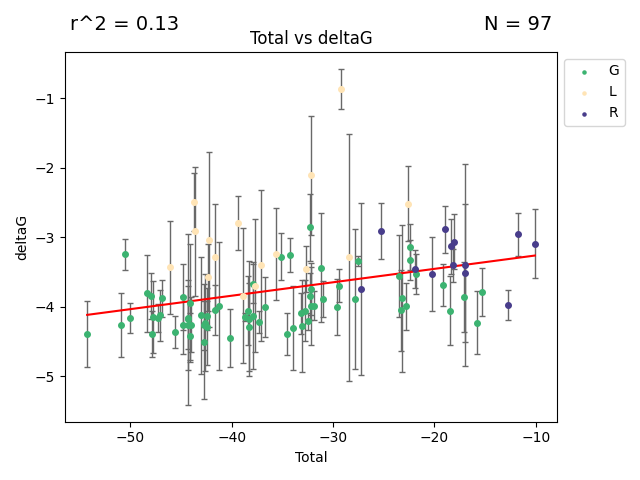 r^2 = 0.13
N = 97
Total vs deltaG
G
L
R
−1
−2
−3
−4
−5
deltaG
−50
−40
−30
−20
−10
Total